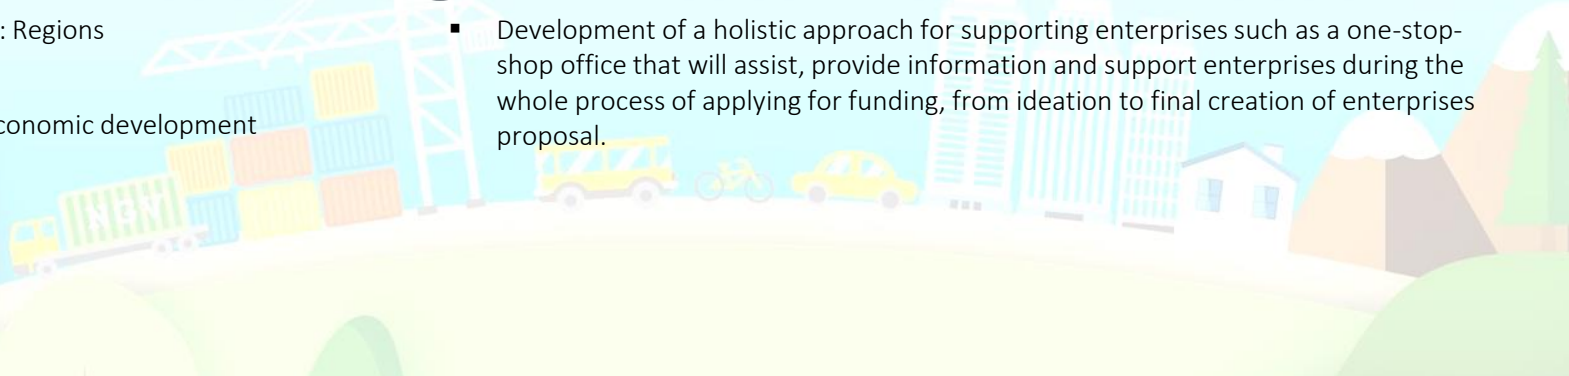 : Regions
conomic development
▪ Development of a holistic approach for supporting enterprises such as a one-stop-
shop office that will assist, provide information and support enterprises during the
whole process of applying for funding, from ideation to final creation of enterprises
proposal.
NGV